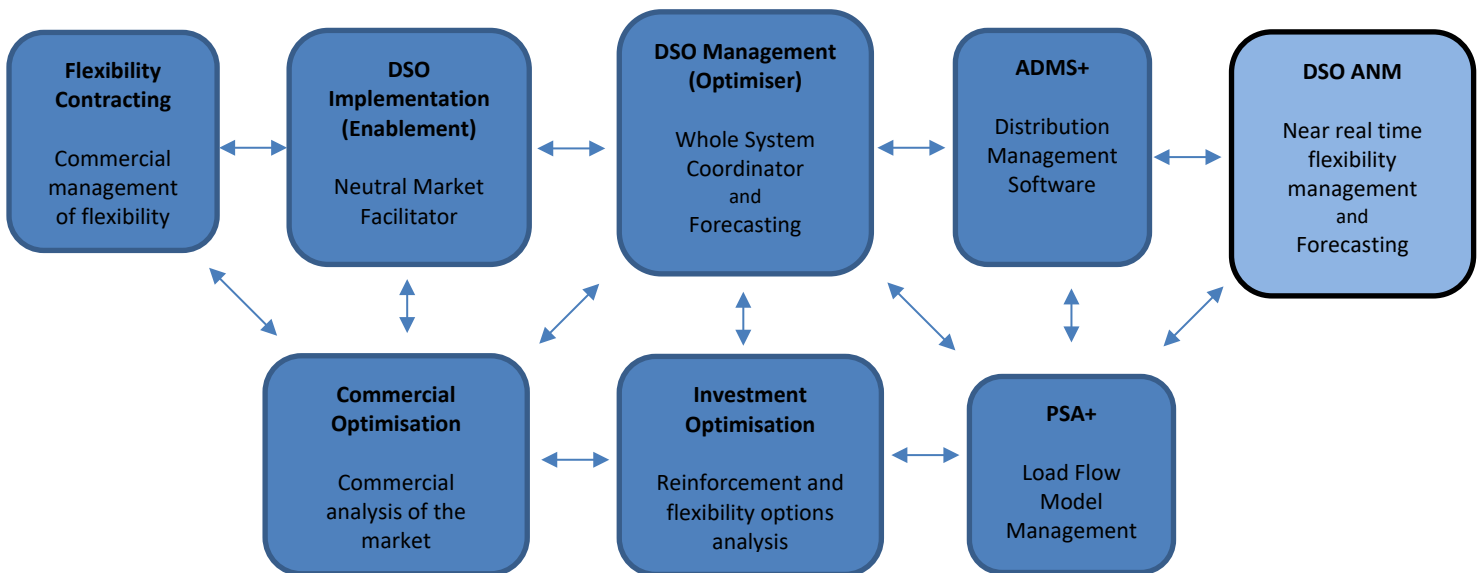 Flexibility
Contracting
Commercial
management
of flexibility
DSO
Implementation
(Enablement)
Neutral Market
Facilitator
DSO Management
(Optimiser)
Whole System
Coordinator
and
Forecasting
ADMS+
Distribution
Management
Software
DSO ANM
Near real time
flexibility
management
and
Forecasting
Commercial
Optimisation
Commercial
analysis of the
market
Investment
Optimisation
Reinforcement and
flexibility options
analysis
PSA+
Load Flow
Model
Management